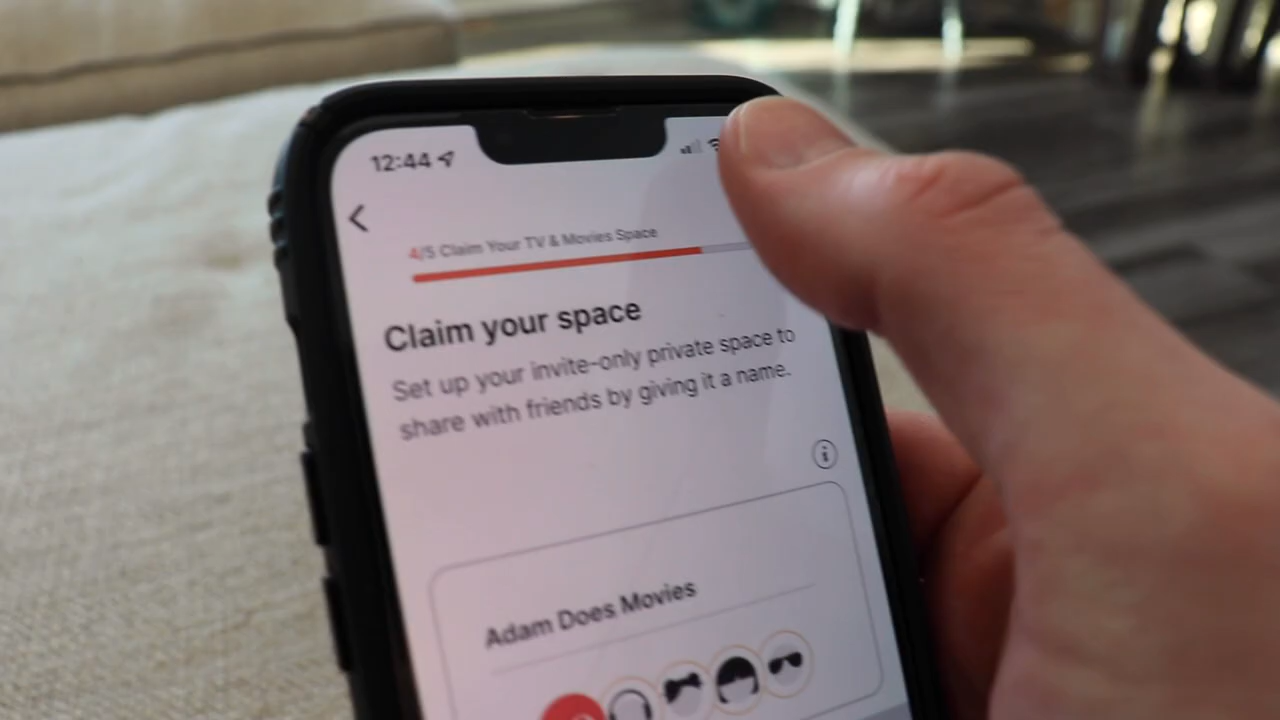 12:44
4/5 Claim Your TV & Movies Space
Claim your space
Set up your invite-only private space to
share with friends by giving it a name.
i
Adam Does Movies